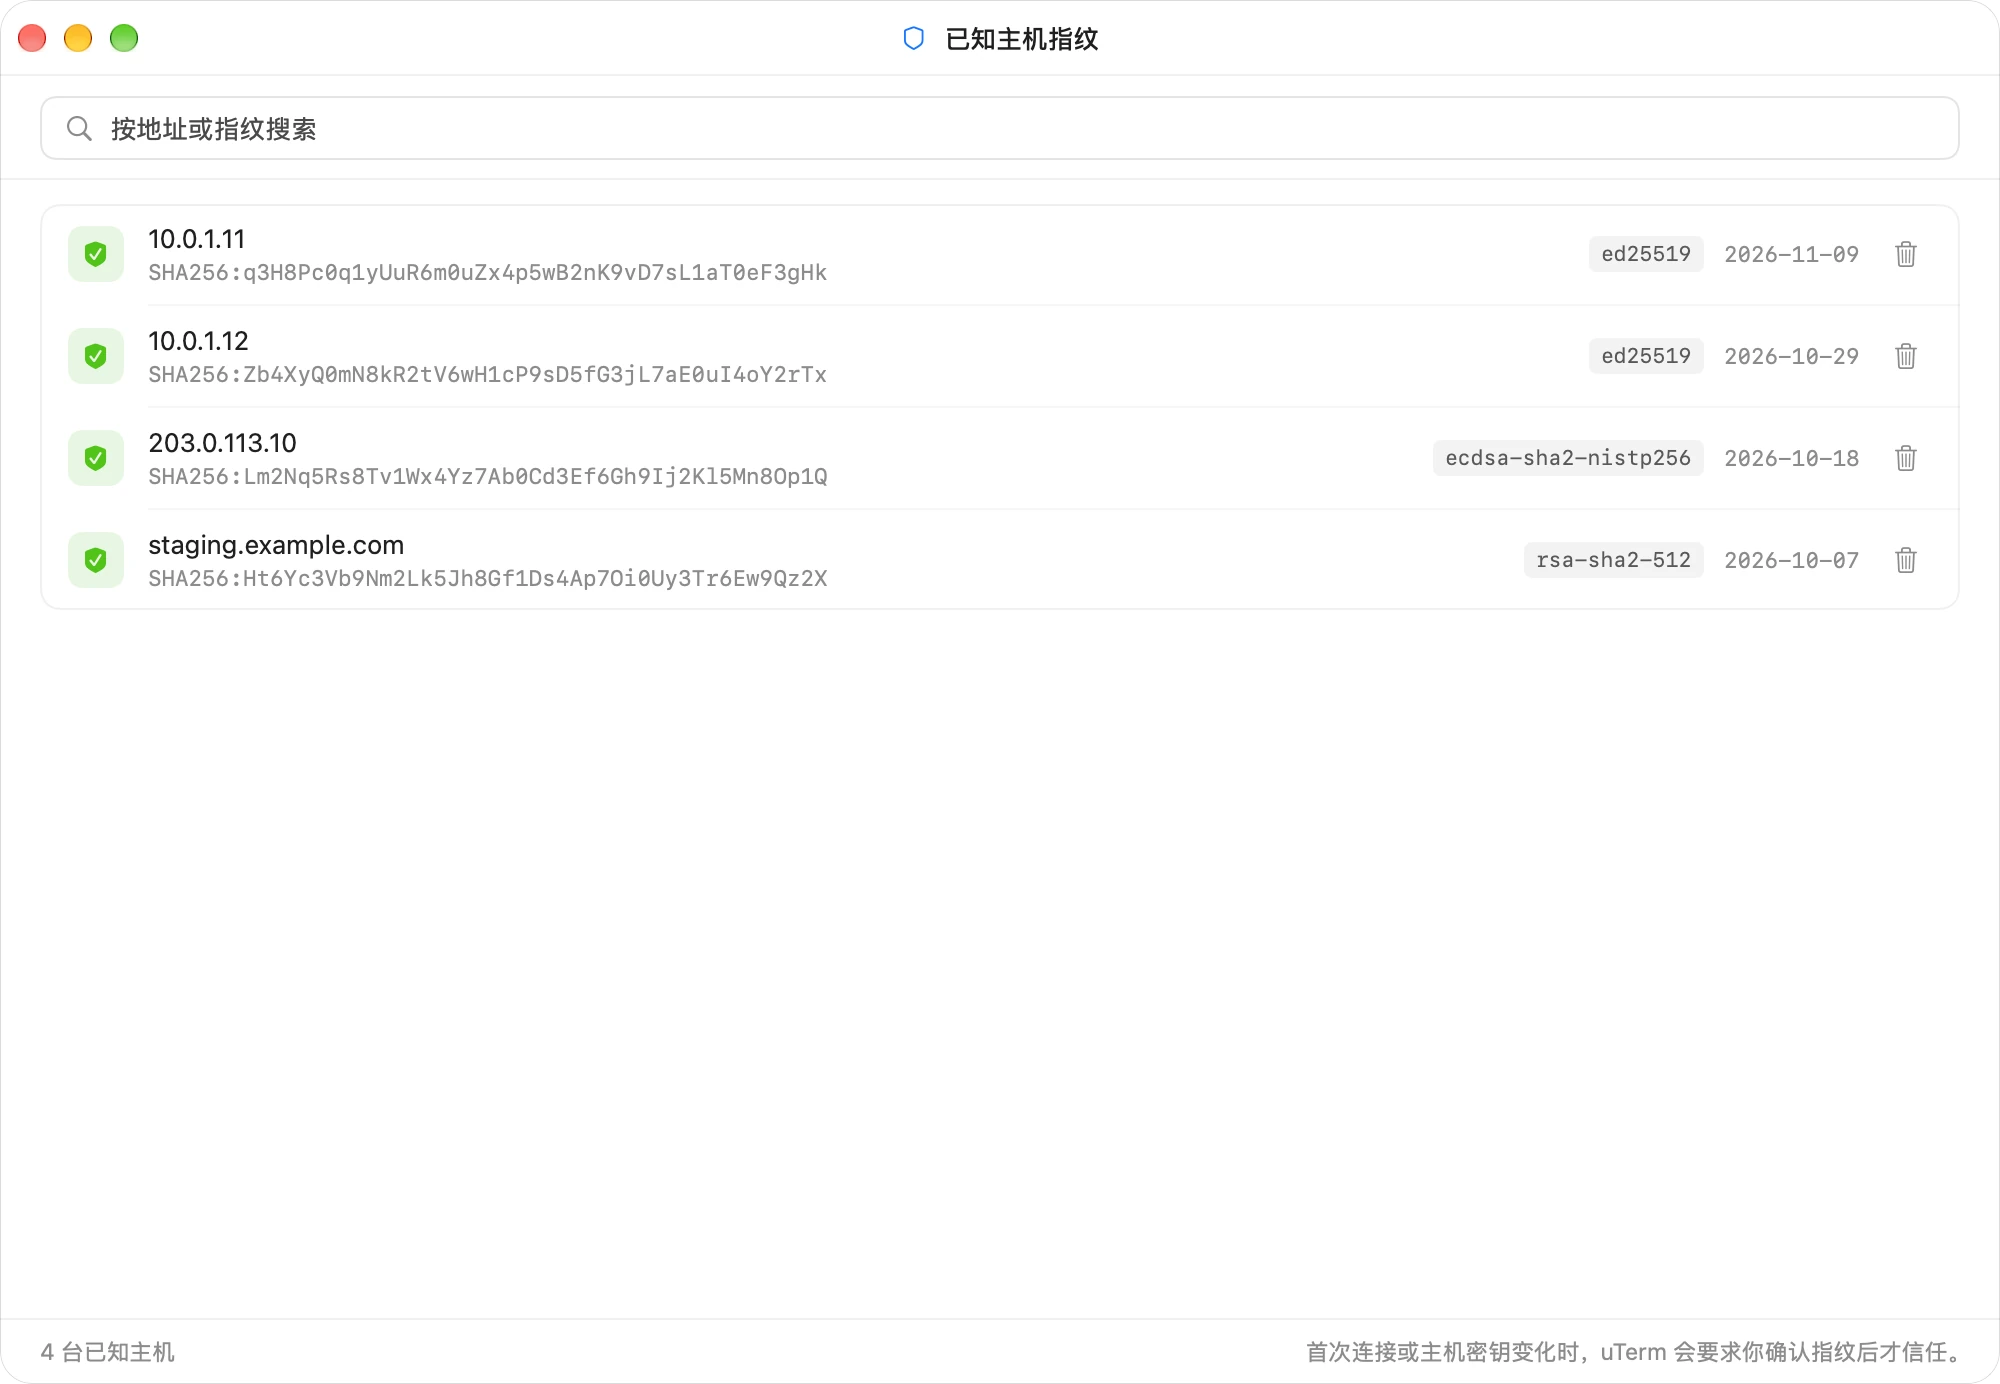 已知主机指纹
按地址或指纹搜索
10.0.1.11
SHA256:q3H8Pc0q1yUuR6m0uZx4p5wB2nK9vD7sL1aT0eF3gHk
ed25519
2026-11-09
10.0.1.12
SHA256:Zb4XyQ0mN8kR2tV6wH1cP9sD5fG3jL7aE0uI4oY2rTx
ed25519
2026-10-29
203.0.113.10
SHA256:Lm2Nq5Rs8Tv1Wx4Yz7Ab0Cd3Ef6Gh9Ij2Kl5Mn8Op1Q
ecdsa-sha2-nistp256
2026-10-18
staging.example.com
SHA256:Ht6Yc3Vb9Nm2Lk5Jh8Gf1Ds4Ap7Oi0Uy3Tr6Ew9Qz2X
rsa-sha2-512
2026-10-07
4 台已知主机
首次连接或主机密钥变化时，uTerm 会要求你确认指纹后才信任。